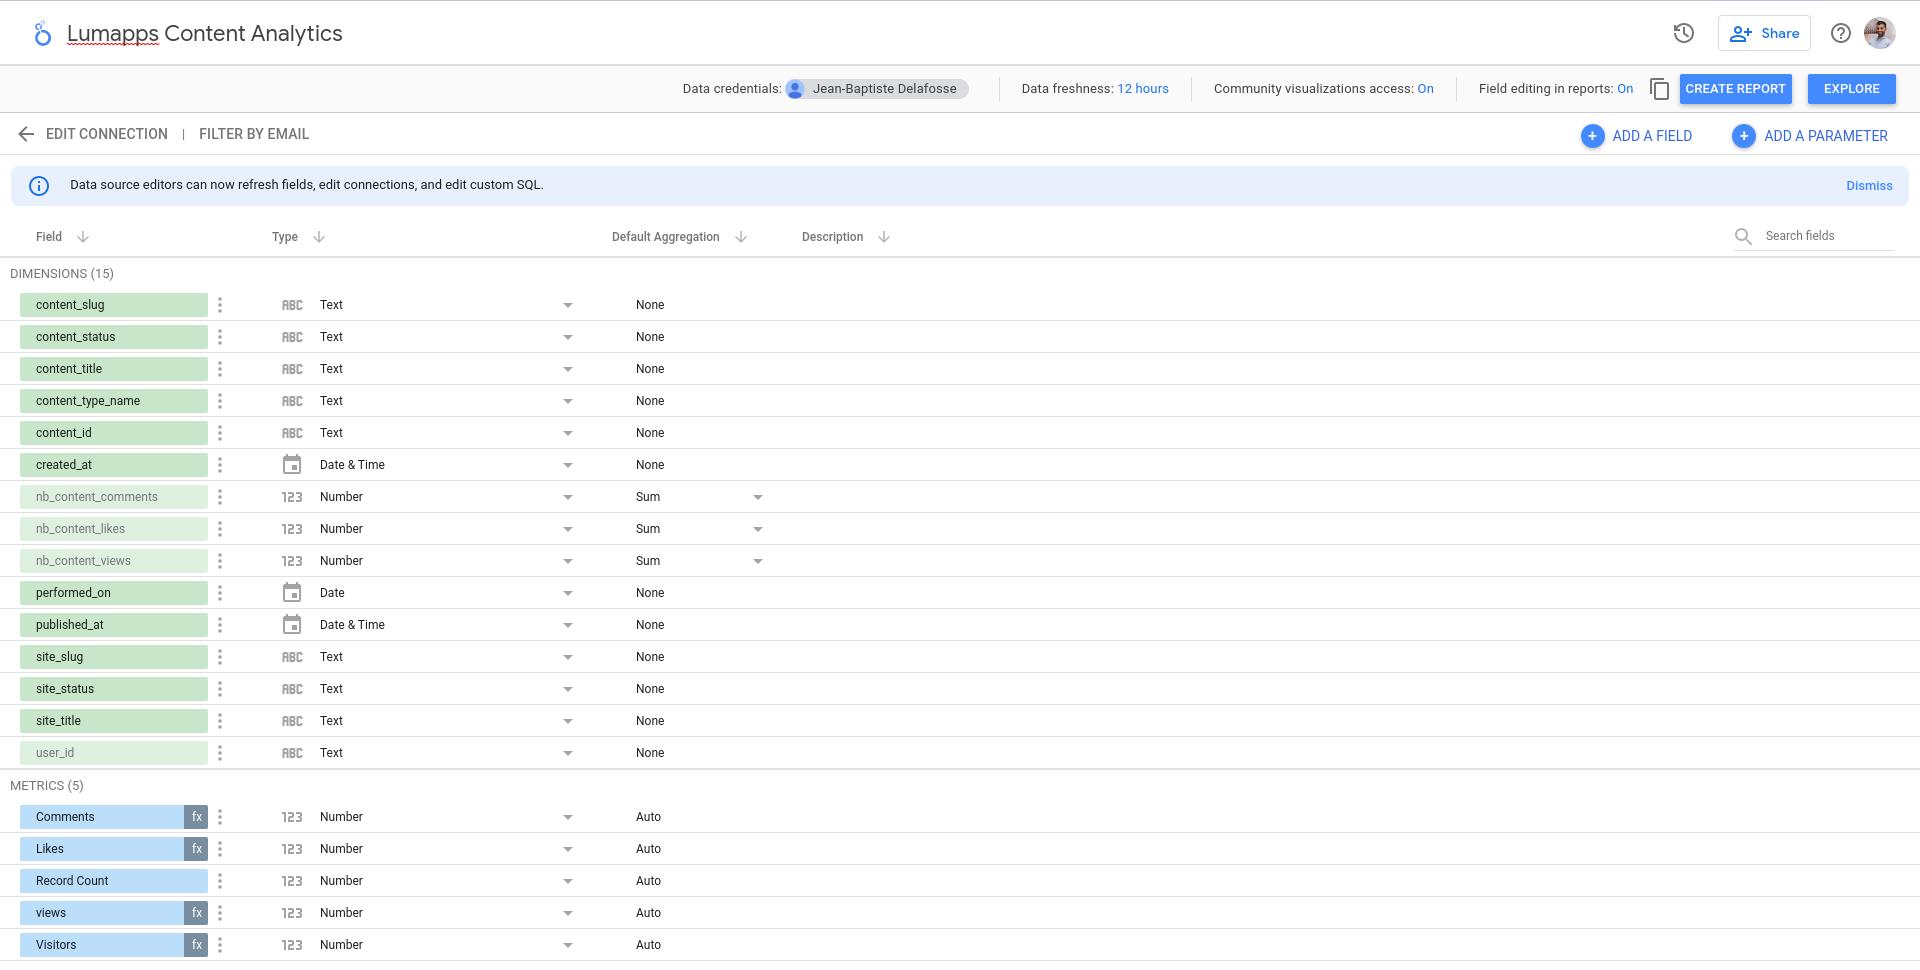 Lumapps Content Analytics
Share
Data credentials: Jean-Baptiste Delafosse
Data freshness: 12 hours
Community visualizations access: On
Field editing in reports: On
CREATE REPORT
EXPLORE
EDIT CONNECTION | FILTER BY EMAIL
ADD A FIELD
ADD A PARAMETER
Data source editors can now refresh fields, edit connections, and edit custom SQL.
Dismiss
Field Type Default Aggregation Description Search fields
DIMENSIONS (15)
content_slug ABC Text None
content_status ABC Text None
content_title ABC Text None
content_type_name ABC Text None
content_id ABC Text None
created_at Date & Time None
nb_content_comments 123 Number Sum
nb_content_likes 123 Number Sum
nb_content_views 123 Number Sum
performed_on Date None
published_at Date & Time None
site_slug ABC Text None
site_status ABC Text None
site_title ABC Text None
user_id ABC Text None
METRICS (5)
Comments fx 123 Number Auto
Likes fx 123 Number Auto
Record Count 123 Number Auto
views fx 123 Number Auto
Visitors fx 123 Number Auto